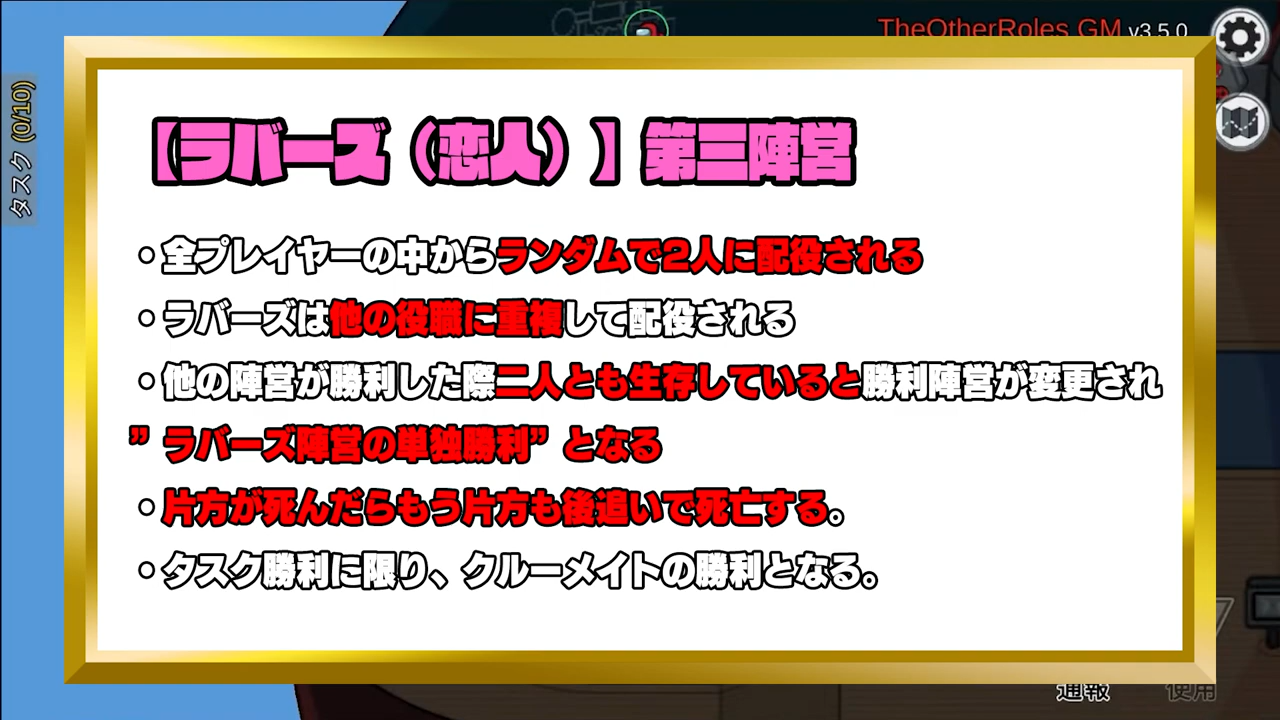 TheOtherRoles GM v3.5.0
タスク (0/10)
【ラバーズ（恋人）】第三陣営
・全プレイヤーの中からランダムで2人に配役される
・ラバーズは他の役職に重複して配役される
・他の陣営が勝利した際二人とも生存していると勝利陣営が変更され
”ラバーズ陣営の単独勝利”となる
・片方が死んだらもう片方も後追いで死亡する。
・タスク勝利に限り、クルーメイトの勝利となる。
通報
使用